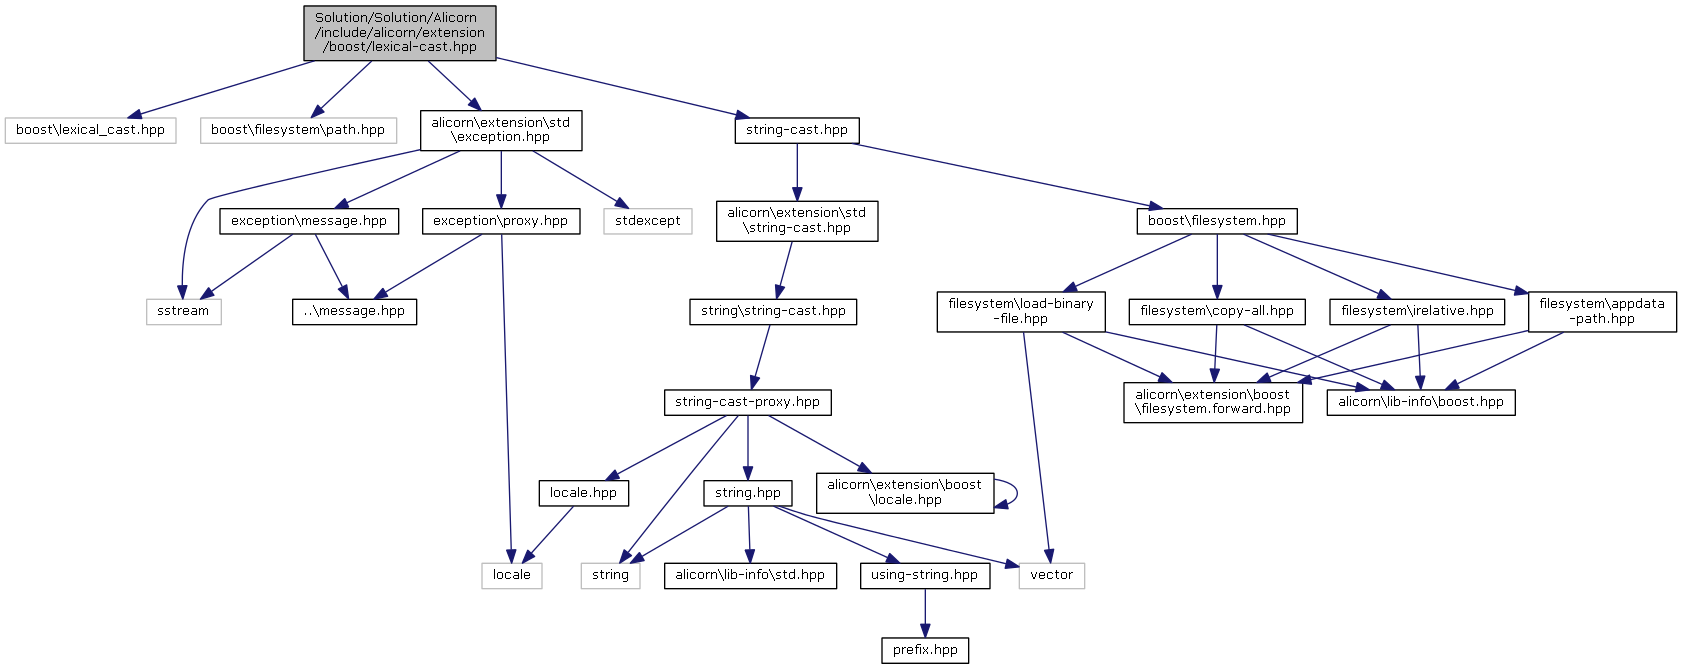 Solution/Solution/Alicorn
/include/alicorn/extension
/boost/lexical-cast.hpp
boost\lexical_cast.hpp
boost\filesystem\path.hpp
alicorn\extension\std
\exception.hpp
string-cast.hpp
exception\message.hpp
exception\proxy.hpp
stdexcept
alicorn\extension\std
\string-cast.hpp
boost\filesystem.hpp
sstream
..\message.hpp
string\string-cast.hpp
filesystem\load-binary
-file.hpp
filesystem\copy-all.hpp
filesystem\irelative.hpp
filesystem\appdata
-path.hpp
string-cast-proxy.hpp
alicorn\extension\boost
\filesystem.forward.hpp
alicorn\lib-info\boost.hpp
locale.hpp
string.hpp
alicorn\extension\boost
\locale.hpp
locale
string
alicorn\lib-info\std.hpp
using-string.hpp
vector
prefix.hpp